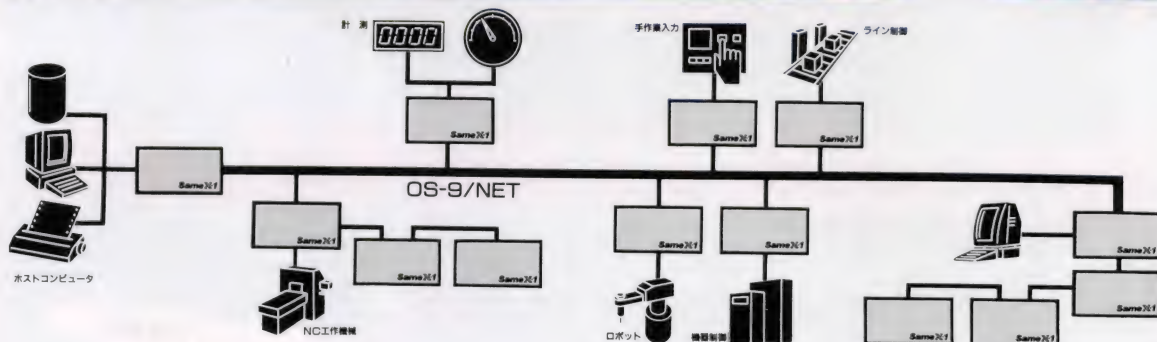 計測
0000
手作業入力
ライン制御
SameX1
SameX1
SameX1
SameX1
OS-9/NET
SameX1
SameX1
SameX1
SameX1
SameX1
SameX1
SameX1
ホストコンピュータ
NC工作機械
ロボット
機器制御
SameX1
SameX1